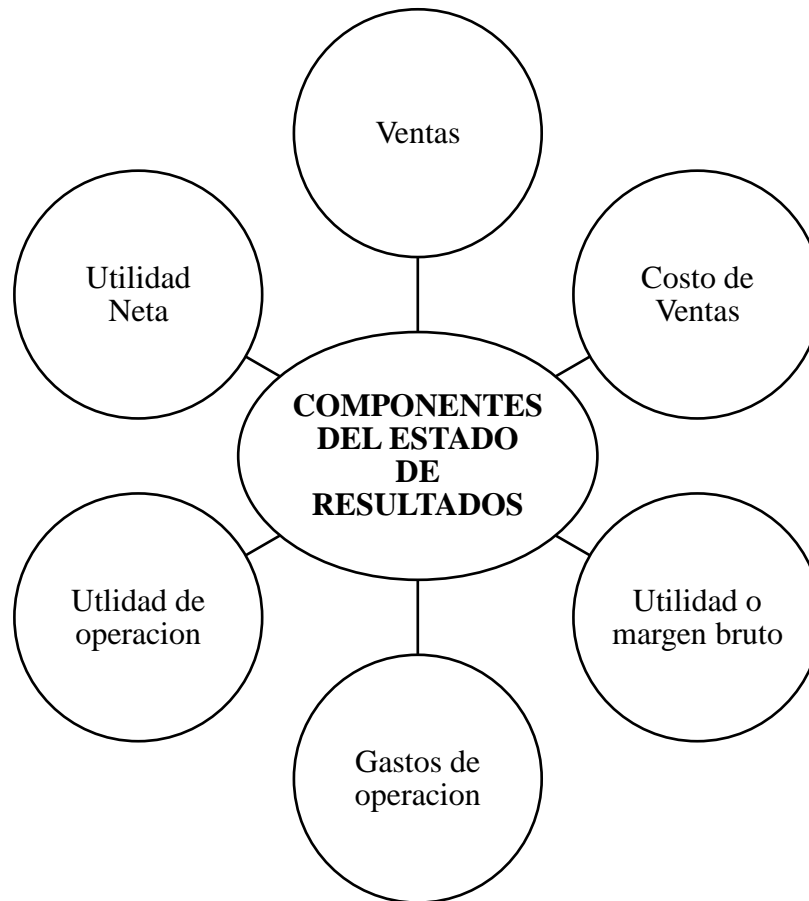 Ventas
Costo de
Ventas
Utilidad o
margen bruto
Gastos de
operacion
Utlidad de
operacion
Utilidad
Neta
COMPONENTES
DEL ESTADO
DE
RESULTADOS